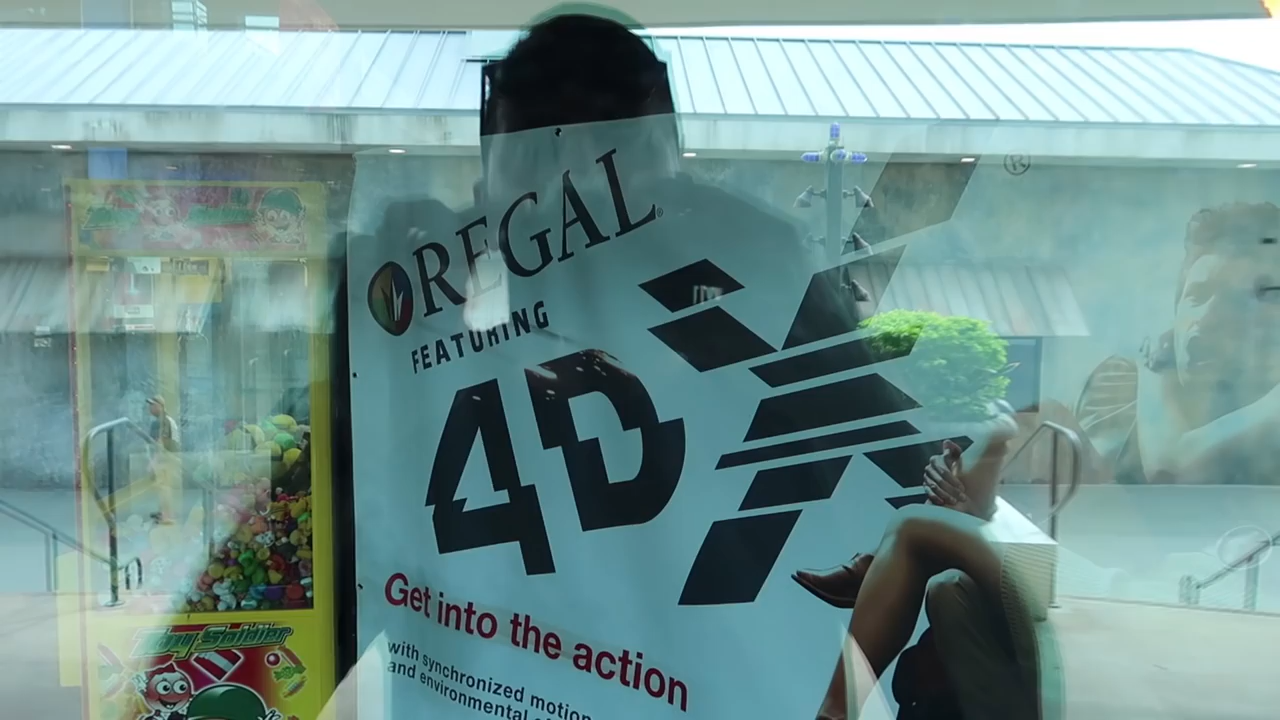 REGAL®
FEATURING
4DX®
Get into the action
with synchronized motion
and environmental
Toy Soldier